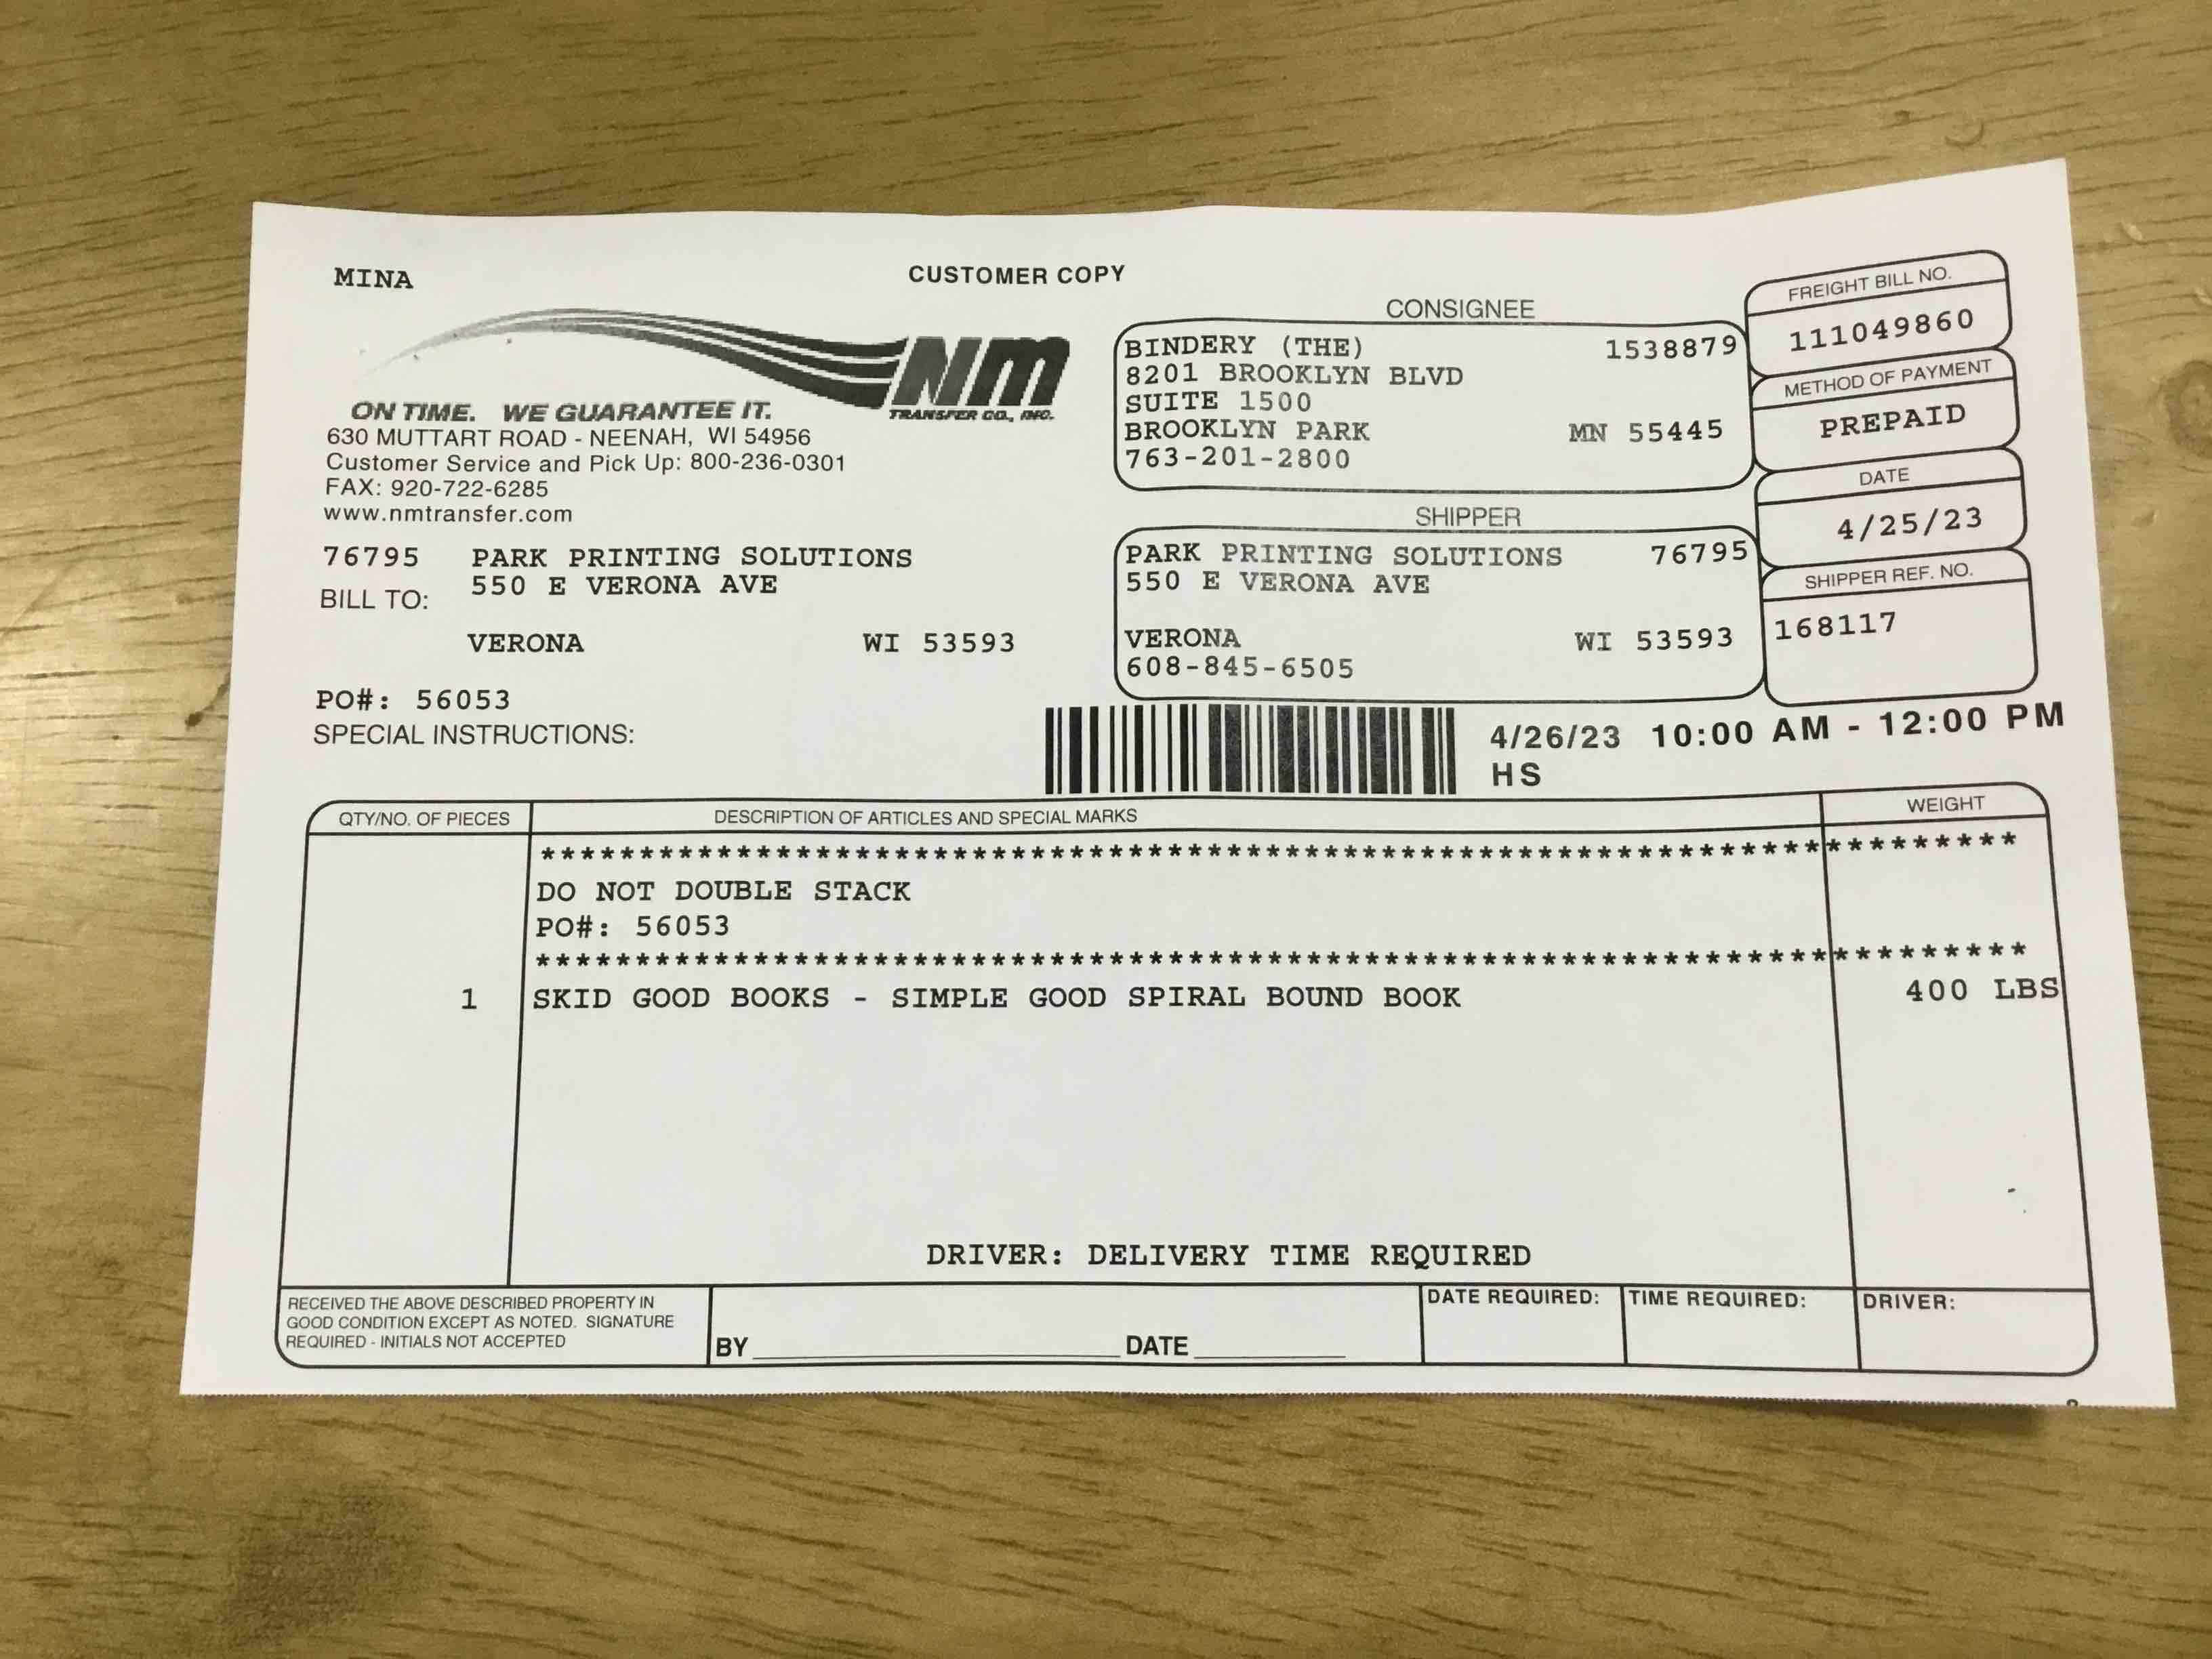 MINA
CUSTOMER COPY
NM
TRANSFER CO., INC.
ON TIME. WE GUARANTEE IT.
630 MUTTART ROAD - NEENAH, WI 54956
Customer Service and Pick Up: 800-236-0301
FAX: 920-722-6285
www.nmtransfer.com
CONSIGNEE
BINDERY (THE) 1538879
8201 BROOKLYN BLVD
SUITE 1500
BROOKLYN PARK MN 55445
763-201-2800
FREIGHT BILL NO.
111049860
METHOD OF PAYMENT
PREPAID
DATE
4/25/23
SHIPPER REF. NO.
168117
76795 PARK PRINTING SOLUTIONS
BILL TO: 550 E VERONA AVE
VERONA WI 53593
SHIPPER
PARK PRINTING SOLUTIONS 76795
550 E VERONA AVE
VERONA WI 53593
608-845-6505
PO#: 56053
SPECIAL INSTRUCTIONS:
4/26/23 10:00 AM - 12:00 PM
HS
QTY/NO. OF PIECES DESCRIPTION OF ARTICLES AND SPECIAL MARKS WEIGHT
***************************************************************************
DO NOT DOUBLE STACK
PO#: 56053
***************************************************************************
1 SKID GOOD BOOKS - SIMPLE GOOD SPIRAL BOUND BOOK 400 LBS
DRIVER: DELIVERY TIME REQUIRED
RECEIVED THE ABOVE DESCRIBED PROPERTY IN
GOOD CONDITION EXCEPT AS NOTED. SIGNATURE
REQUIRED - INITIALS NOT ACCEPTED
BY DATE
DATE REQUIRED: TIME REQUIRED: DRIVER: